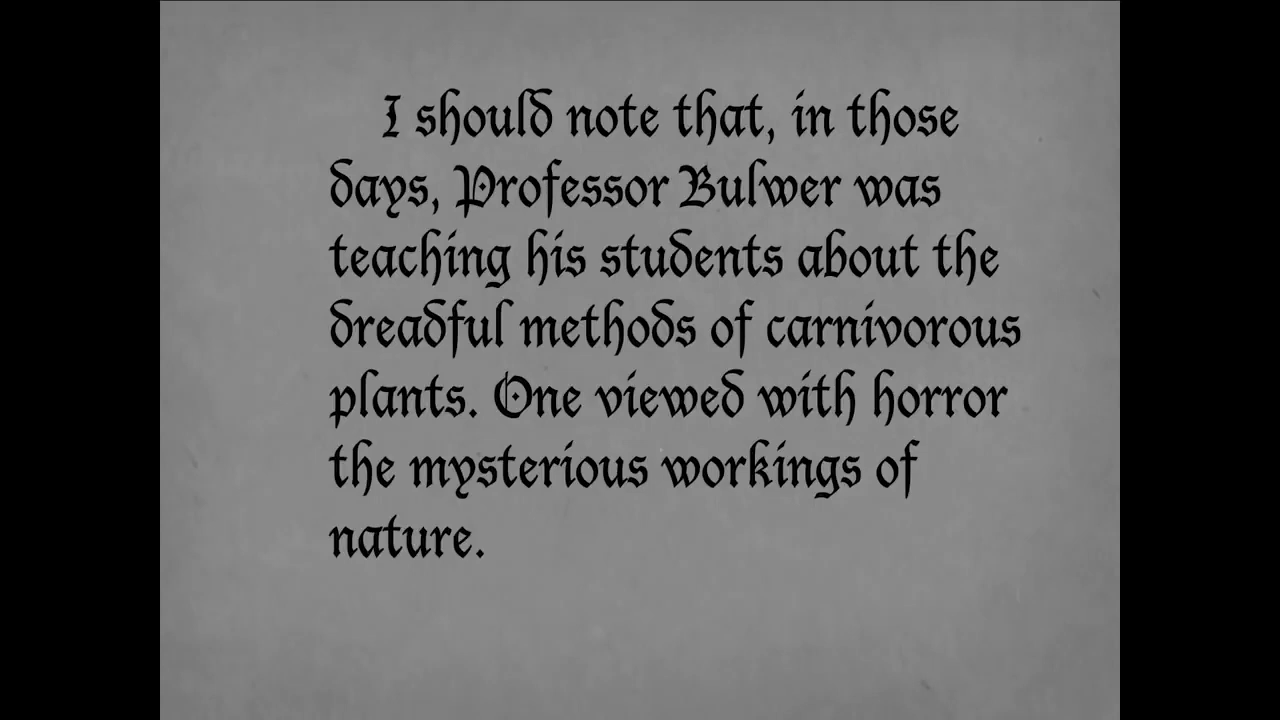 I should note that, in those
days, Professor Bulwer was
teaching his students about the
dreadful methods of carnivorous
plants. One viewed with horror
the mysterious workings of
nature.